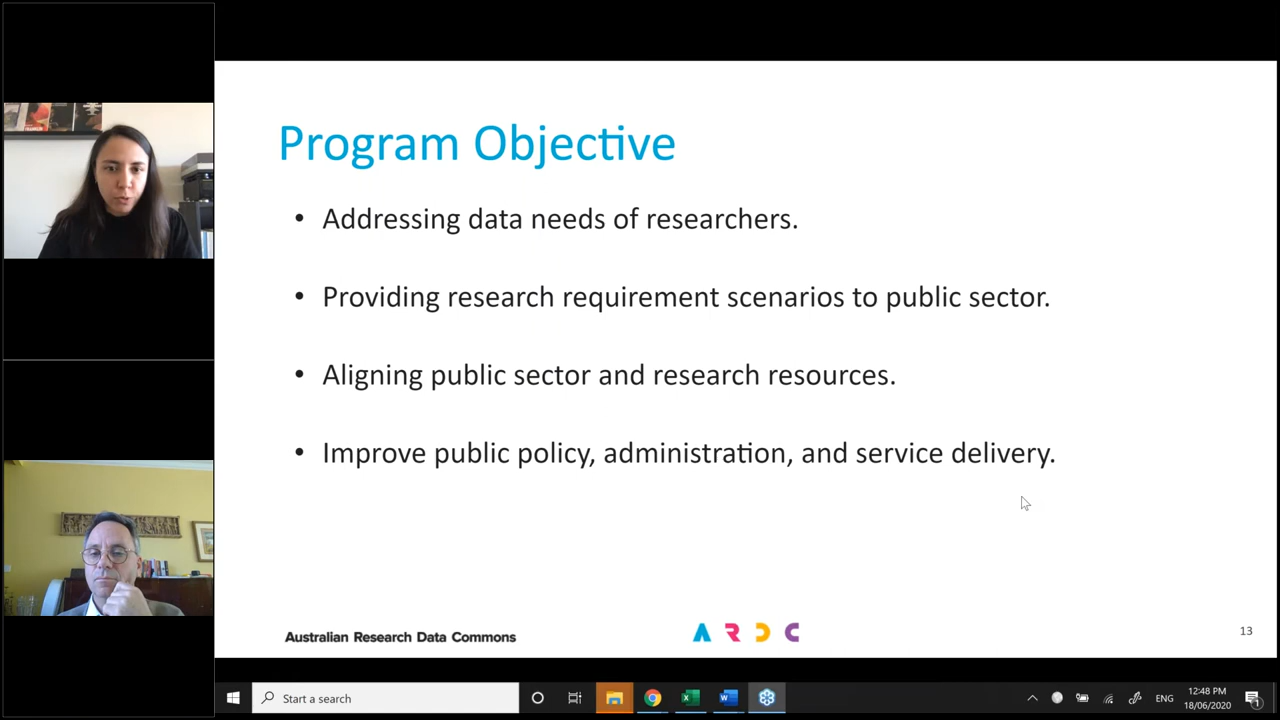 Program Objective
• Addressing data needs of researchers.
• Providing research requirement scenarios to public sector.
• Aligning public sector and research resources.
• Improve public policy, administration, and service delivery.
Australian Research Data Commons
ARDC
13
Start a search
ENG
12:48 PM
18/06/2020
1